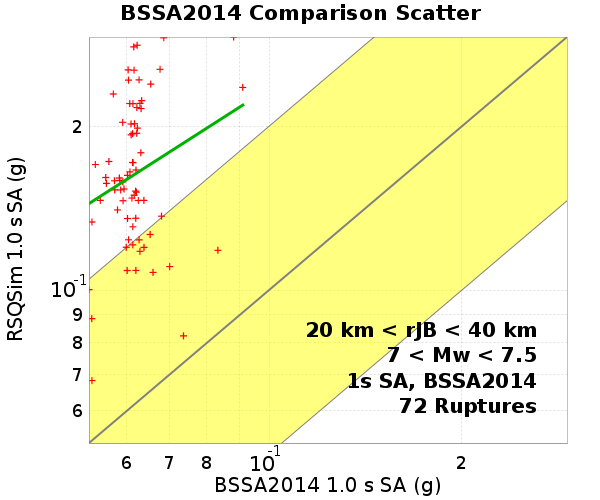 BSSA2014 Comparison Scatter
RSQSim 1.0 s SA (g)
2
10-1
9
8
7
6
20 km < rJB < 40 km
7 < Mw < 7.5
1s SA, BSSA2014
72 Ruptures
6 7 8 10-1 2
BSSA2014 1.0 s SA (g)